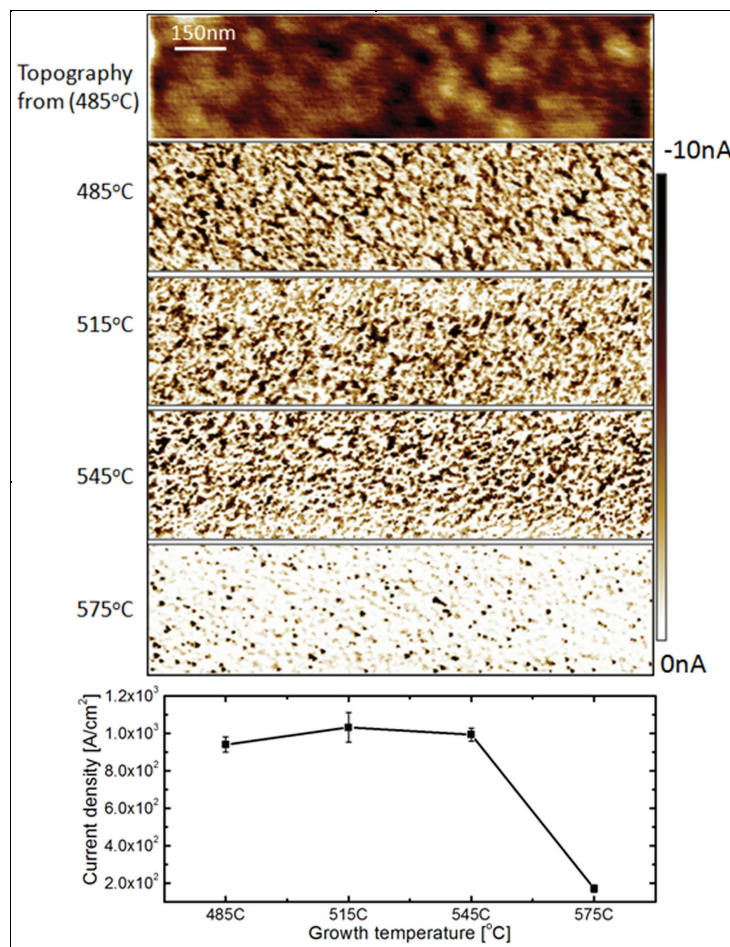 150nm
Topography
from (485°C)
-10nA
485°C
515°C
545°C
575°C
0nA
1.2x10³
1.0x10³
8.0x10²
6.0x10²
4.0x10²
2.0x10²
Current density [A/cm²]
485C 515C 545C 575C
Growth temperature [°C]